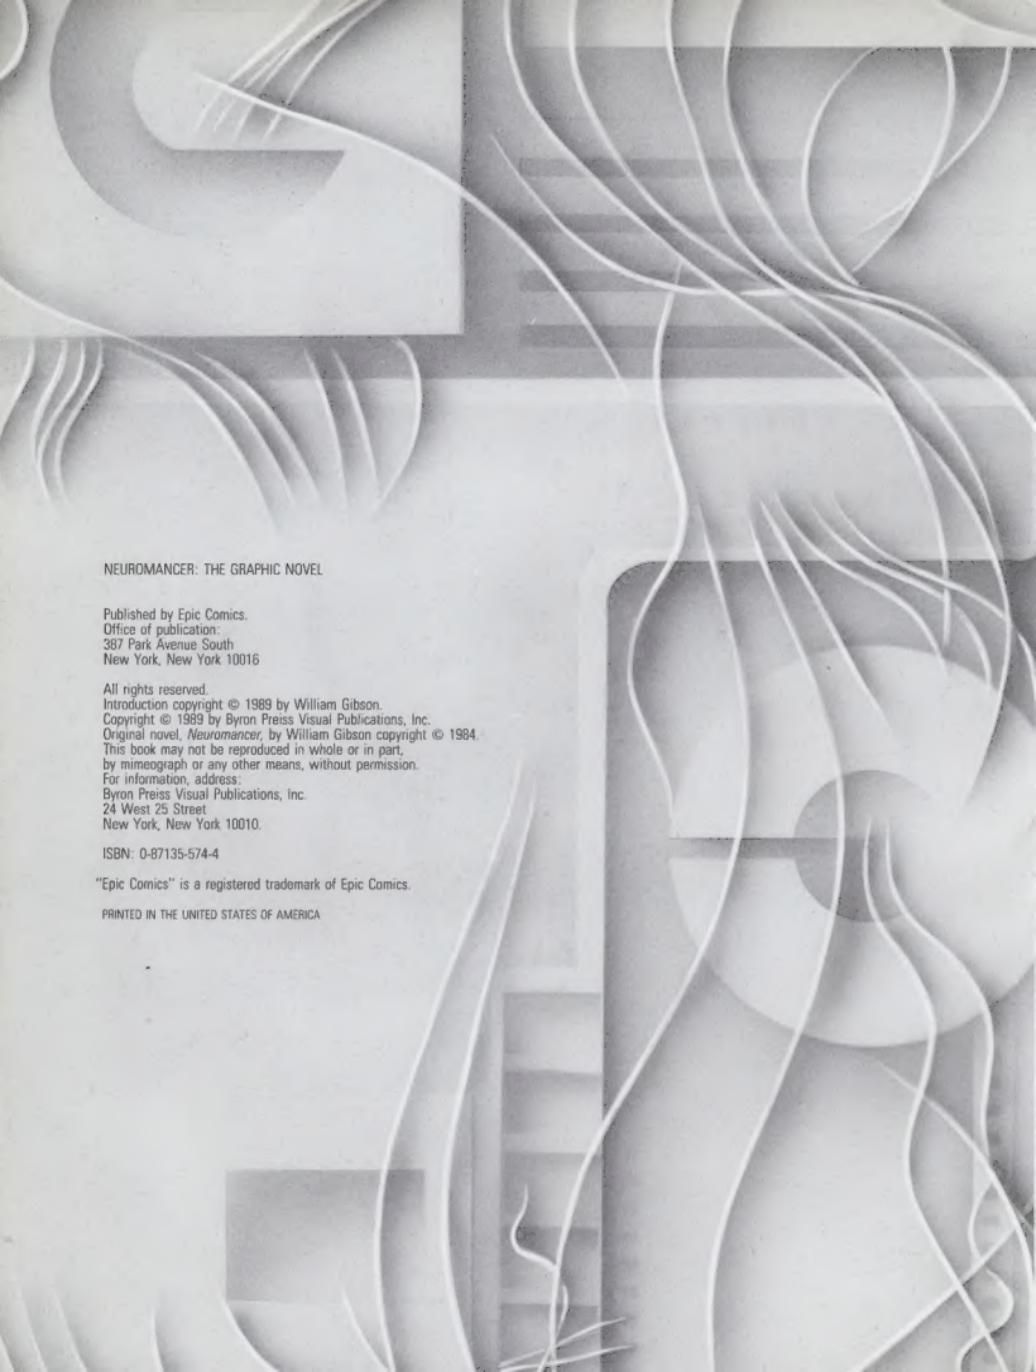 NEUROMANCER: THE GRAPHIC NOVEL
Published by Epic Comics.
Office of publication:
387 Park Avenue South
New York, New York 10016
All rights reserved.
Introduction copyright © 1989 by William Gibson.
Copyright © 1989 by Byron Preiss Visual Publications, Inc.
Original novel, Neuromancer, by William Gibson copyright © 1984.
This book may not be reproduced in whole or in part,
by mimeograph or any other means, without permission.
For information, address:
Byron Preiss Visual Publications, Inc.
24 West 25 Street
New York, New York 10010.
ISBN: 0-87135-574-4
"Epic Comics" is a registered trademark of Epic Comics.
PRINTED IN THE UNITED STATES OF AMERICA